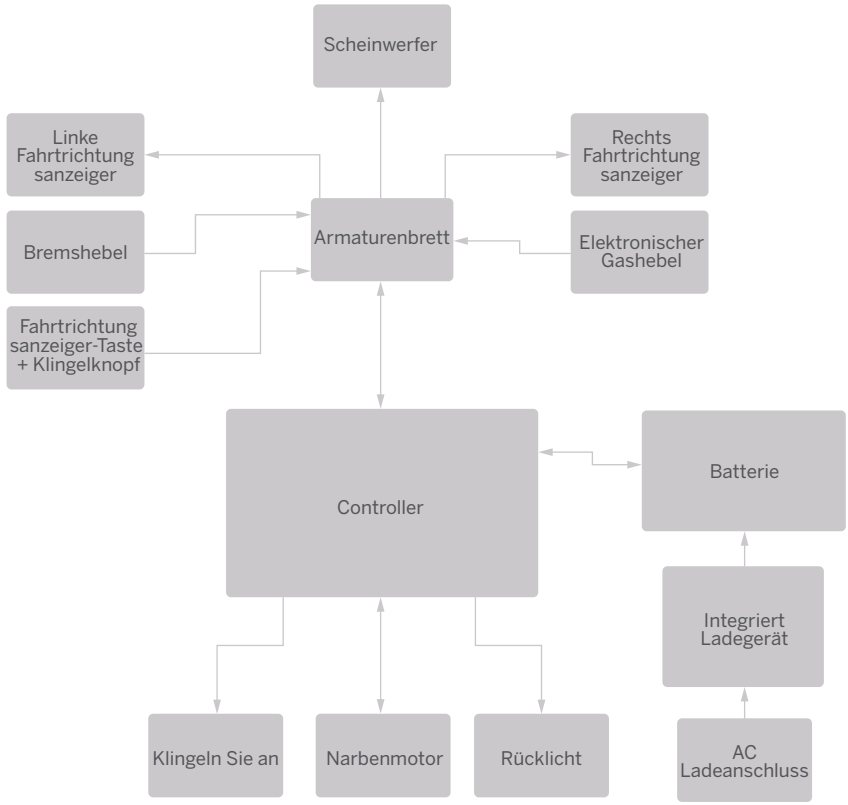 Scheinwerfer
Linke
Fahrtrichtung
sanzeiger
Rechts
Fahrtrichtung
sanzeiger
Bremshebel
Armaturenbrett
Elektronischer
Gashebel
Fahrtrichtung
sanzeiger-Taste
+ Klingelknopf
Controller
Batterie
Integriert
Ladegerät
Klingeln Sie an
Narbenmotor
Rücklicht
AC
Ladeanschluss